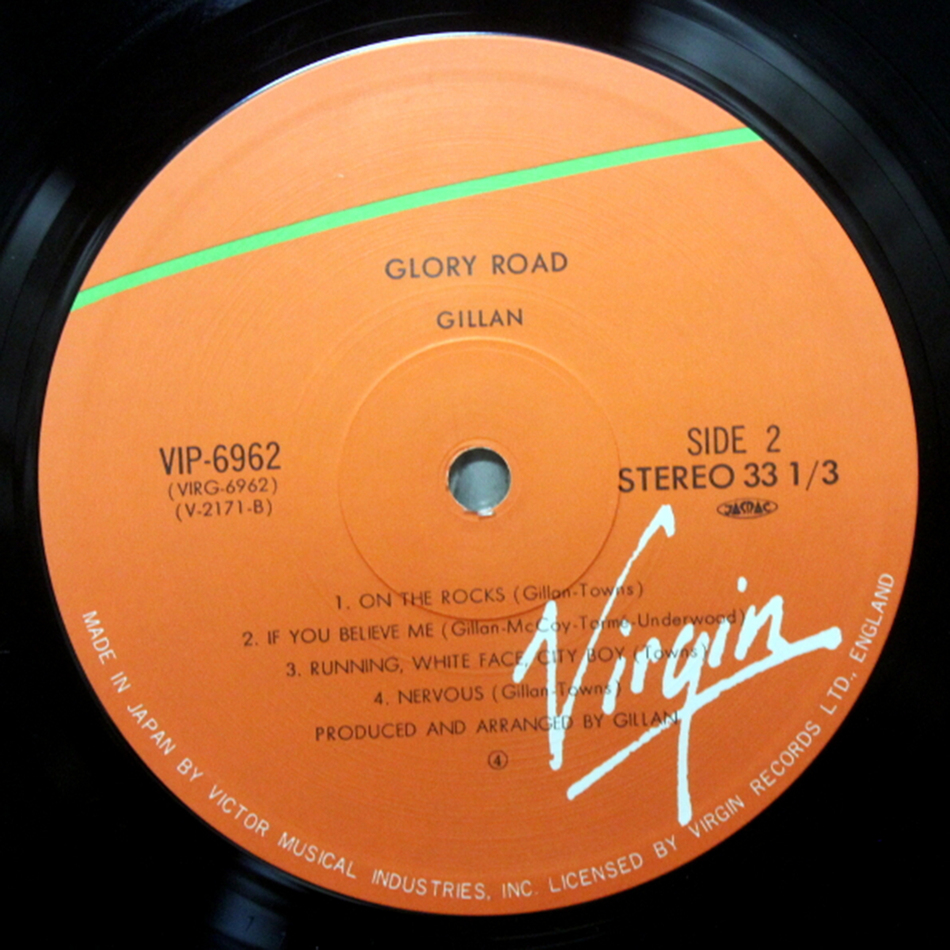 GLORY ROAD
GILLAN
VIP-6962
(VIRG-6962)
(V-2171-B)
SIDE 2
STEREO 33 1/3
JASRAC
1. ON THE ROCKS (Gillan-Towns)
2. IF YOU BELIEVE ME (Gillan-McCoy-Tormé-Underwood)
3. RUNNING, WHITE FACE, CITY BOY (Towns)
4. NERVOUS (Gillan-Towns)
PRODUCED AND ARRANGED BY GILLAN
④
Virgin
MADE IN JAPAN BY VICTOR MUSICAL INDUSTRIES, INC. LICENSED BY VIRGIN RECORDS LTD., ENGLAND